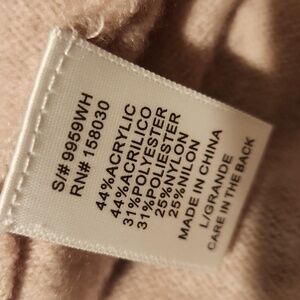 S/# 9959WH
RN# 158030
44%ACRYLIC
44%ACRILICO
31%POLYESTER
31%POLIESTER
25%NYLON
25%NILON
MADE IN CHINA
L/GRANDE
CARE IN THE BACK